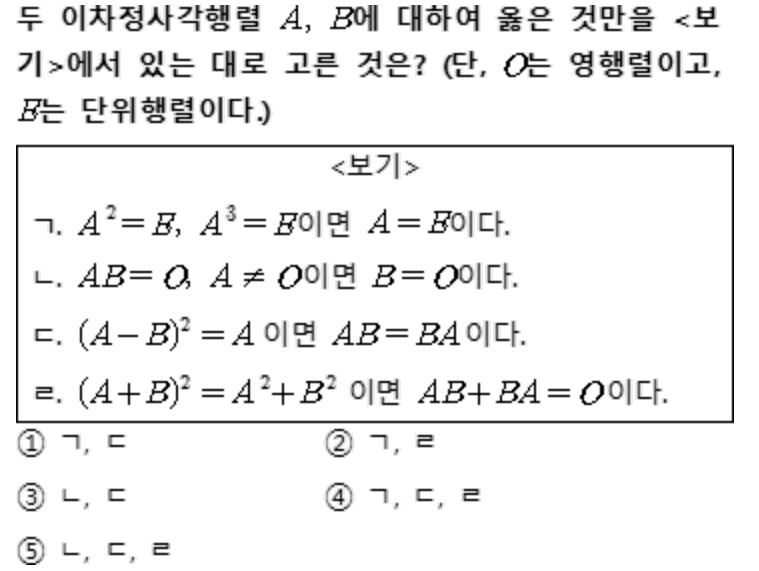 두 이차정사각행렬 A, B에 대하여 옳은 것만을 <보
기>에서 있는 대로 고른 것은? (단, O는 영행렬이고,
E는 단위행렬이다.)
<보기>
ㄱ. A²=E, A³=E이면 A=E이다.
ㄴ. AB=O, A≠O이면 B=O이다.
ㄷ. (A-B)²=A 이면 AB=BA이다.
ㄹ. (A+B)²=A²+B² 이면 AB+BA=O이다.
① ㄱ, ㄷ ② ㄱ, ㄹ
③ ㄴ, ㄷ ④ ㄱ, ㄷ, ㄹ
⑤ ㄴ, ㄷ, ㄹ